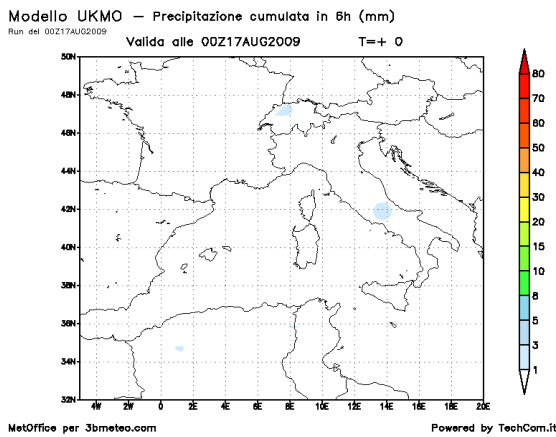 Modello UKMO – Precipitazione cumulata in 6h (mm)
Run del 00Z17AUG2009
Valida alle 00Z17AUG2009 T=+ 0
50N
48N
46N
44N
42N
40N
38N
36N
34N
32N
4W 2W 0 2E 4E 6E 8E 10E 12E 14E 16E 18E 20E
80
70
60
50
40
30
20
15
10
8
5
3
1
MetOffice per 3bmeteo.com
Powered by TechCom.it